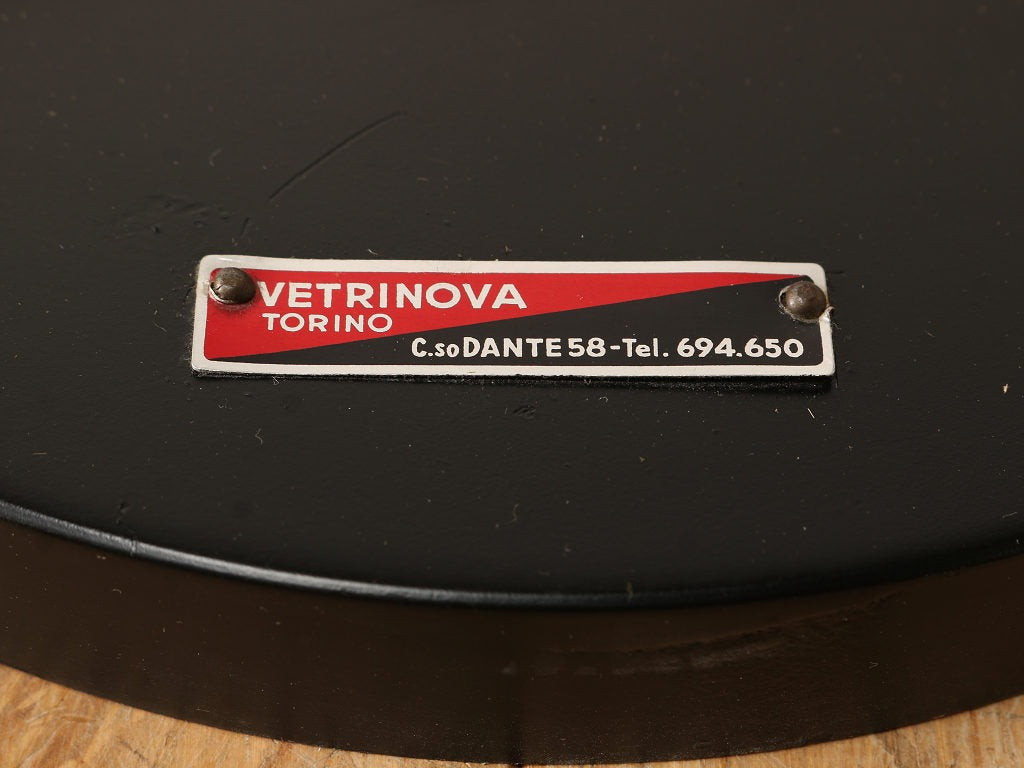 VETRINOVA
TORINO
C.so DANTE 58-Tel. 694.650